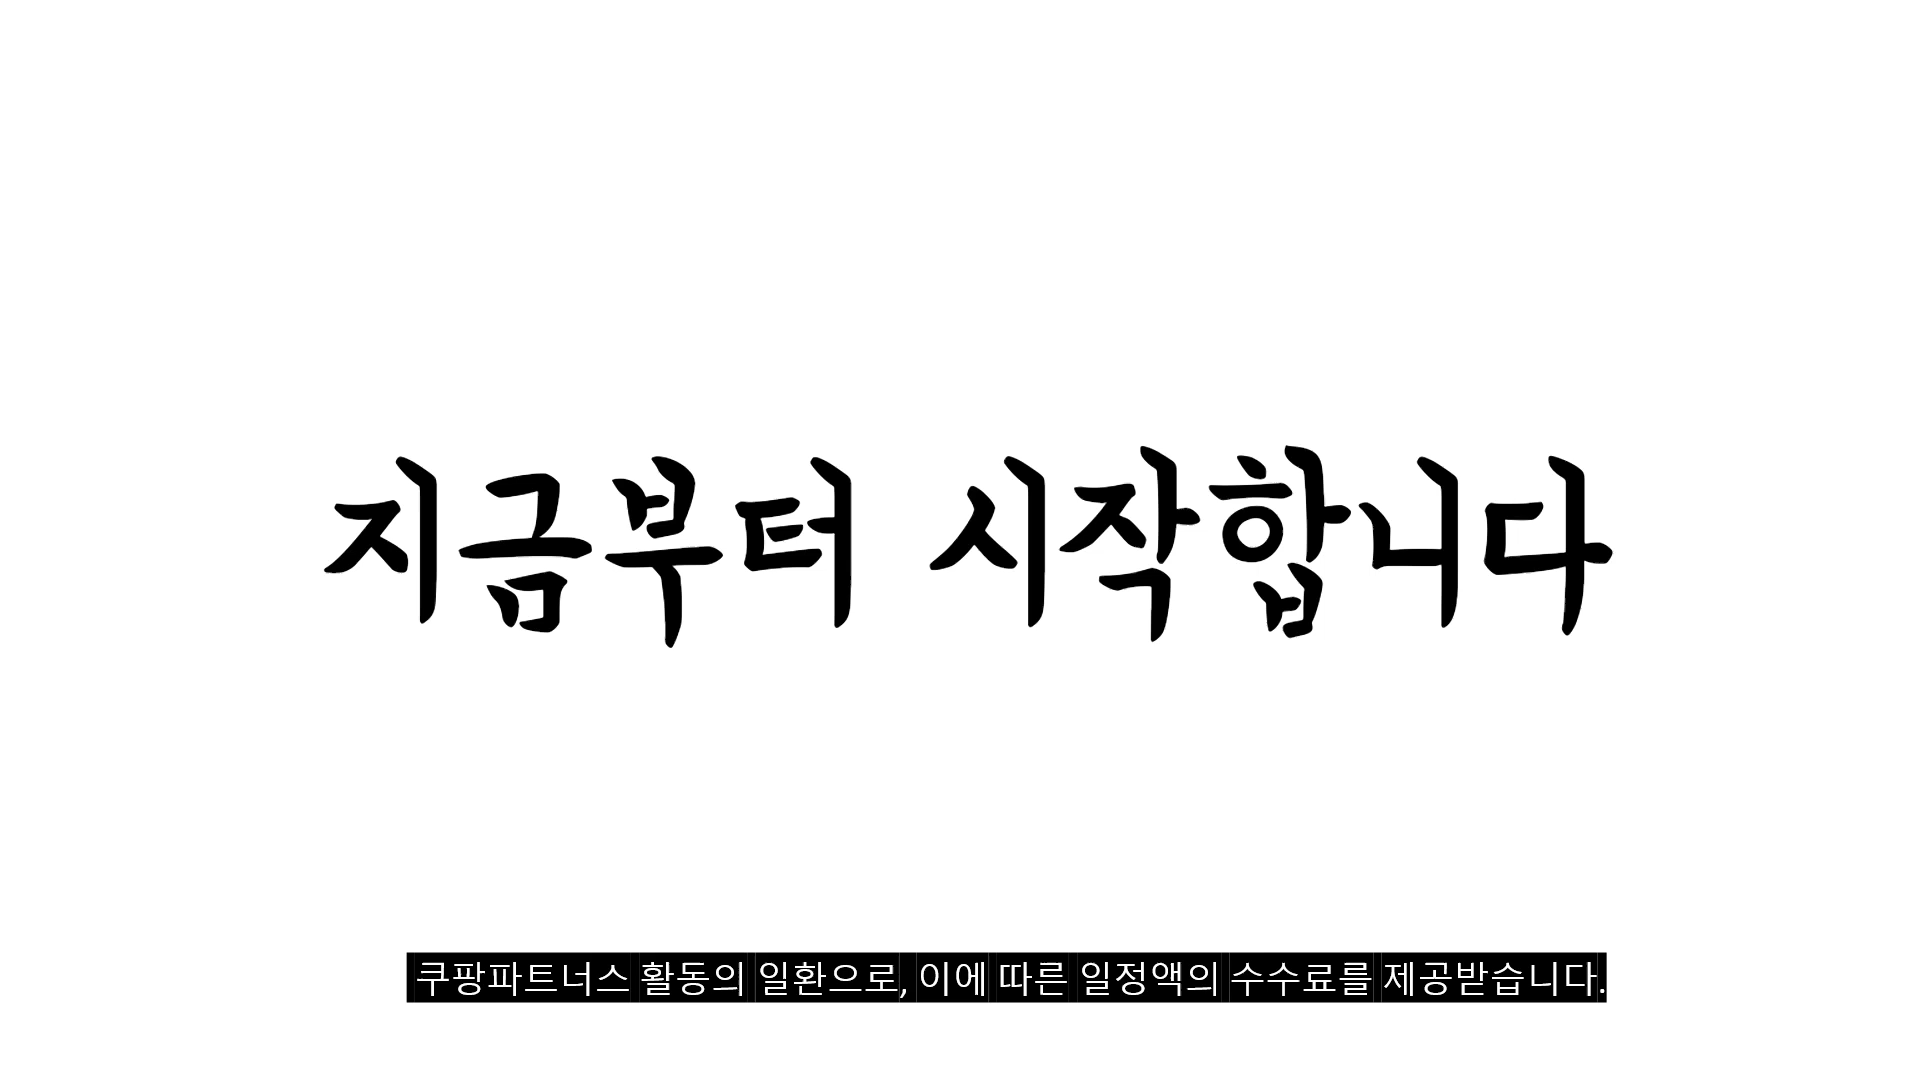 지금부터 시작합니다
쿠팡파트너스 활동의 일환으로, 이에 따른 일정액의 수수료를 제공받습니다.